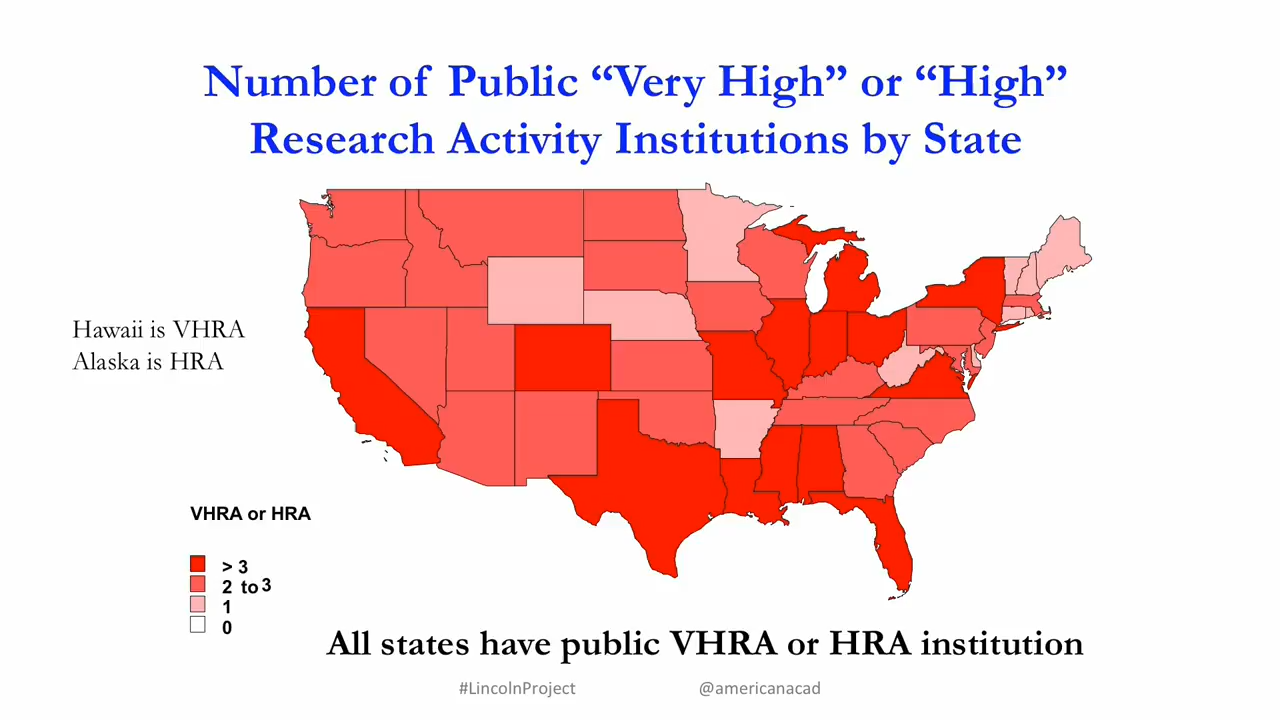 Number of Public “Very High” or “High”
Research Activity Institutions by State
Hawaii is VHRA
Alaska is HRA
VHRA or HRA
> 3
2 to 3
1
0
All states have public VHRA or HRA institution
#LincolnProject
@americanacad